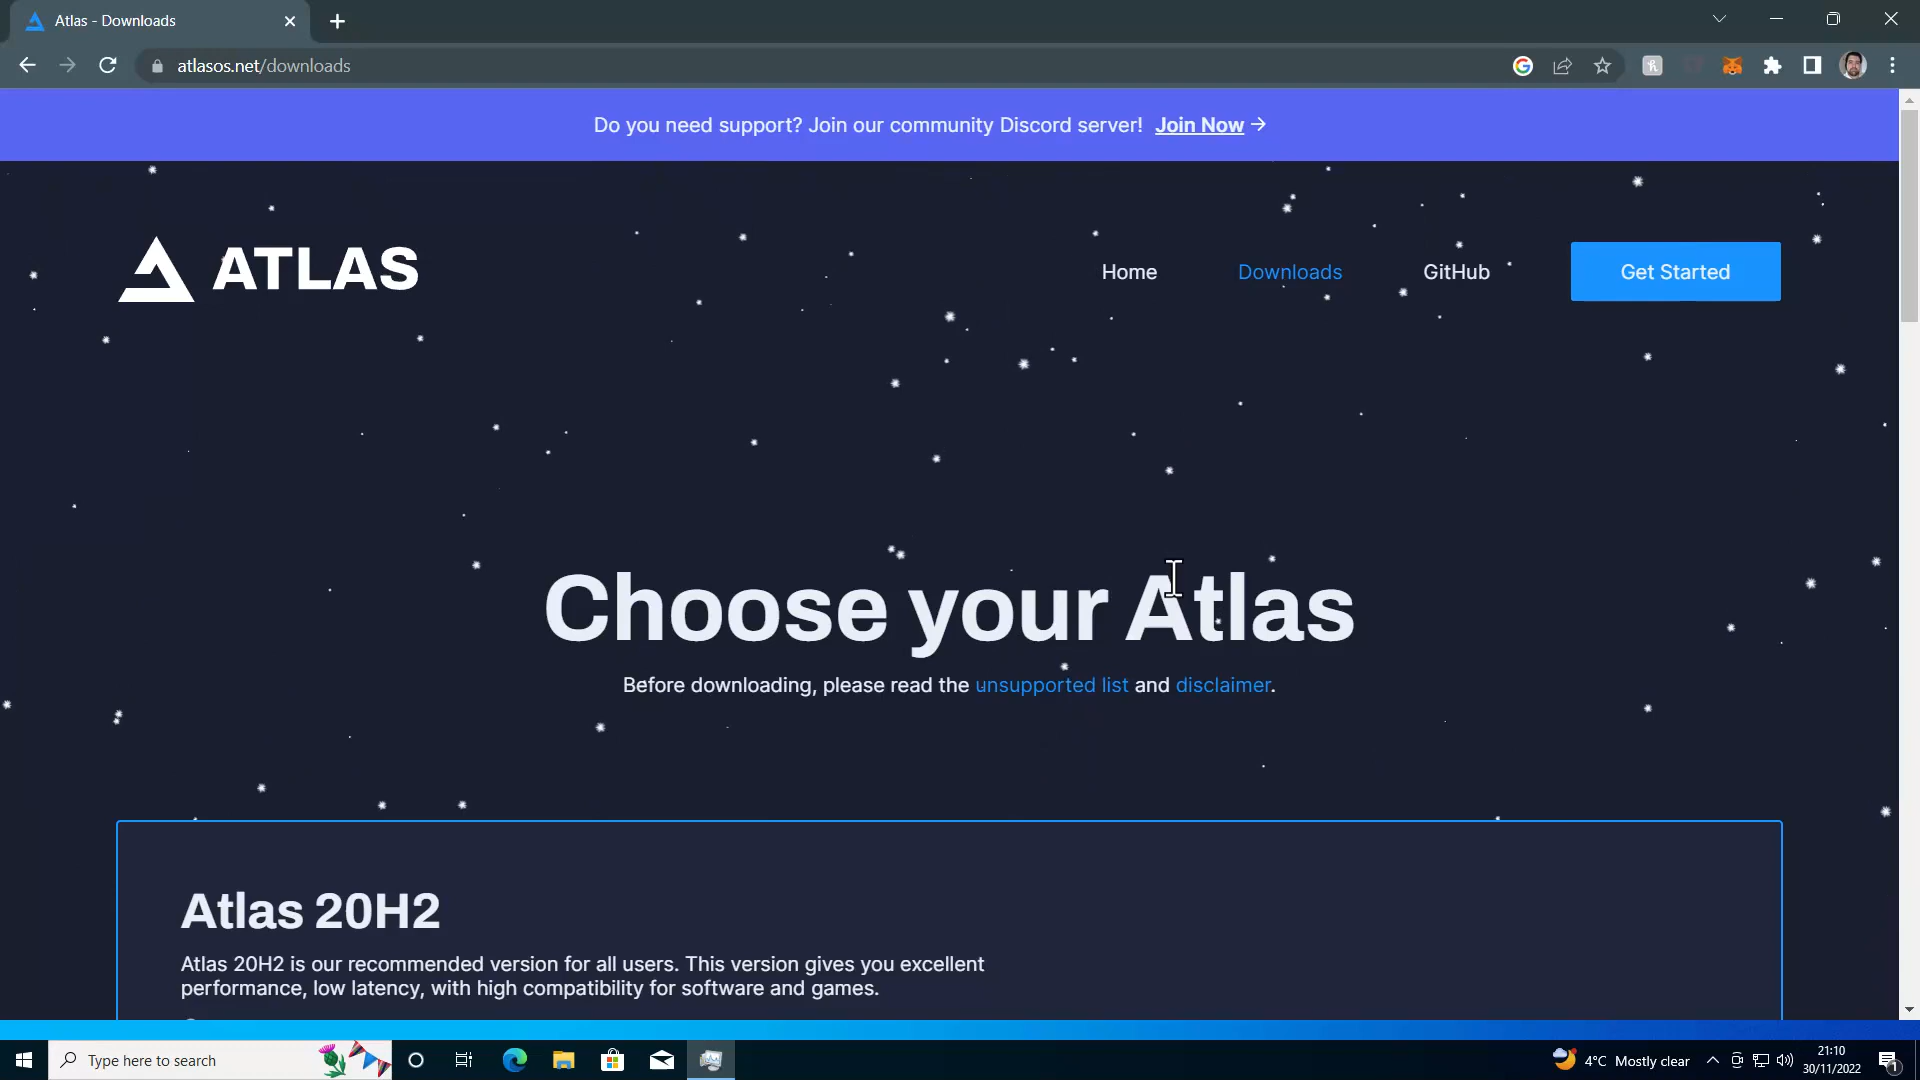 Atlas - Downloads
atlasos.net/downloads
Do you need support? Join our community Discord server! Join Now →
ATLAS
Home
Downloads
GitHub
Get Started
Choose your Atlas
Before downloading, please read the unsupported list and disclaimer.
Atlas 20H2
Atlas 20H2 is our recommended version for all users. This version gives you excellent
performance, low latency, with high compatibility for software and games.
Type here to search
4°C Mostly clear
21:10
30/11/2022
1